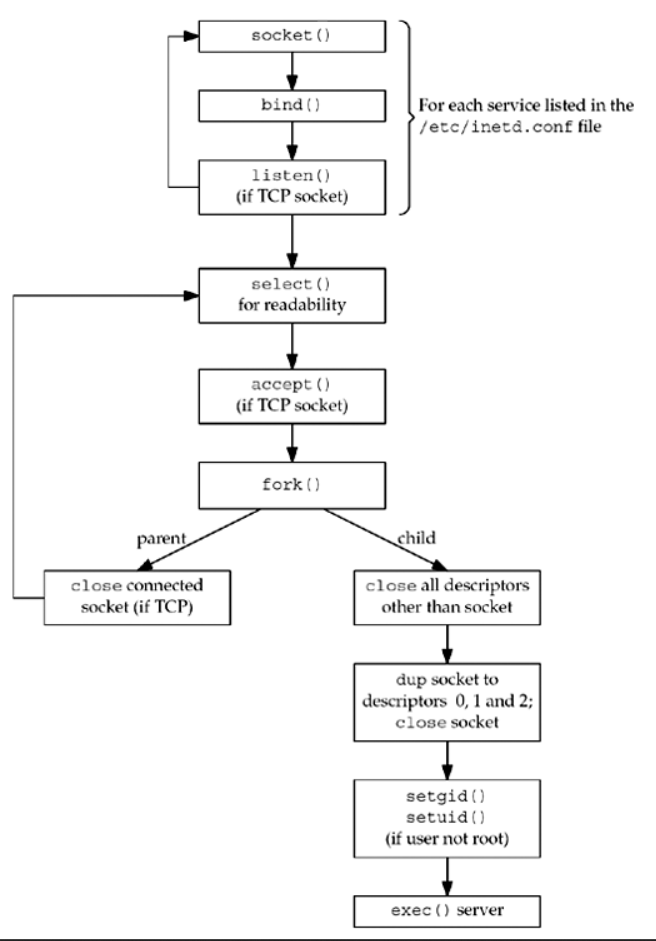 socket()
bind()
For each service listed in the
/etc/inetd.conf file
listen()
(if TCP socket)
select()
for readability
accept()
(if TCP socket)
fork()
parent
child
close connected
socket (if TCP)
close all descriptors
other than socket
dup socket to
descriptors 0, 1 and 2;
close socket
setgid()
setuid()
(if user not root)
exec() server